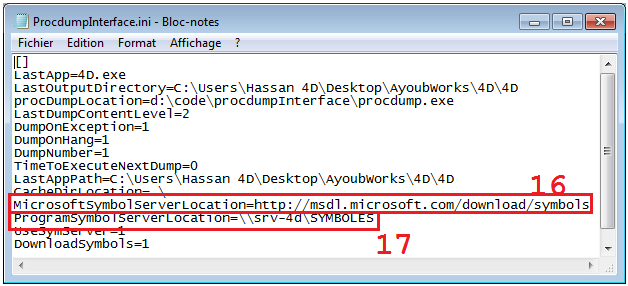 ProcdumpInterface.ini - Bloc-notes
Fichier Edition Format Affichage ?
[]
LastApp=4D.exe
LastOutputDirectory=C:\Users\Hassan 4D\Desktop\AyoubWorks\4D\4D
procDumpLocation=d:\code\procdumpInterface\procdump.exe
LastDumpContentLevel=2
DumpOnException=1
DumpOnHang=1
DumpNumber=1
TimeToExecuteNextDump=0
LastAppPath=C:\Users\Hassan 4D\Desktop\AyoubWorks\4D\4D
CacheDirLocation=.\
16
MicrosoftSymbolServerLocation=http://msdl.microsoft.com/download/symbols
ProgramSymbolServerLocation=\\srv-4d\SYMBOLES
17
UseSymServer=1
DownloadSymbols=1